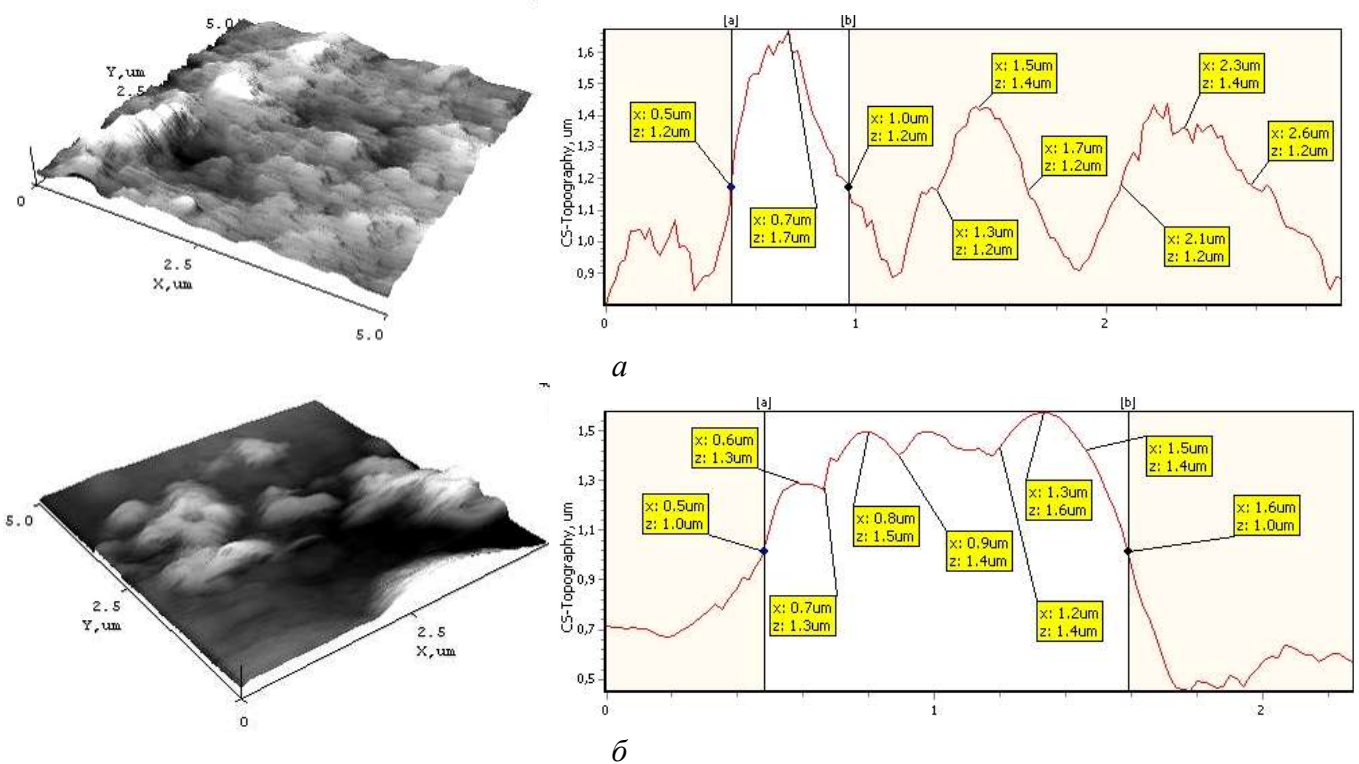 5.0
Y,um
2.5
0
2.5
X,um
5.0
[a]
[b]
CS-Topography, um
1,6
1,5
1,4
1,3
1,2
1,1
1,0
0,9
x: 0.5um
z: 1.2um
x: 0.7um
z: 1.7um
x: 1.0um
z: 1.2um
x: 1.5um
z: 1.4um
x: 1.3um
z: 1.2um
x: 1.7um
z: 1.2um
x: 2.3um
z: 1.4um
x: 2.1um
z: 1.2um
x: 2.6um
z: 1.2um
0
1
2
а
5.0
2.5
Y,um
0
2.5
X,um
[a]
[b]
CS-Topography, um
1,5
1,3
1,1
0,9
0,7
0,5
x: 0.6um
z: 1.3um
x: 0.5um
z: 1.0um
x: 0.7um
z: 1.3um
x: 0.8um
z: 1.5um
x: 0.9um
z: 1.4um
x: 1.3um
z: 1.6um
x: 1.2um
z: 1.4um
x: 1.5um
z: 1.4um
x: 1.6um
z: 1.0um
0
1
2
б